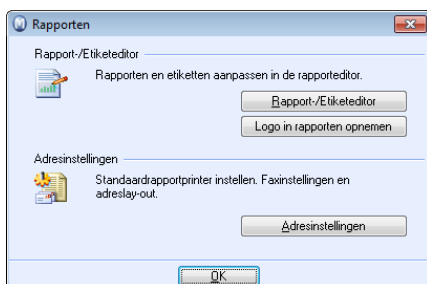 Rapporten
Rapport-/Etiketeditor
Rapporten en etiketten aanpassen in de rapporteditor.
Rapport-/Etiketeditor
Logo in rapporten opnemen
Adresinstellingen
Standaardrapportprinter instellen. Faxinstellingen en
adreslay-out.
Adresinstellingen
OK